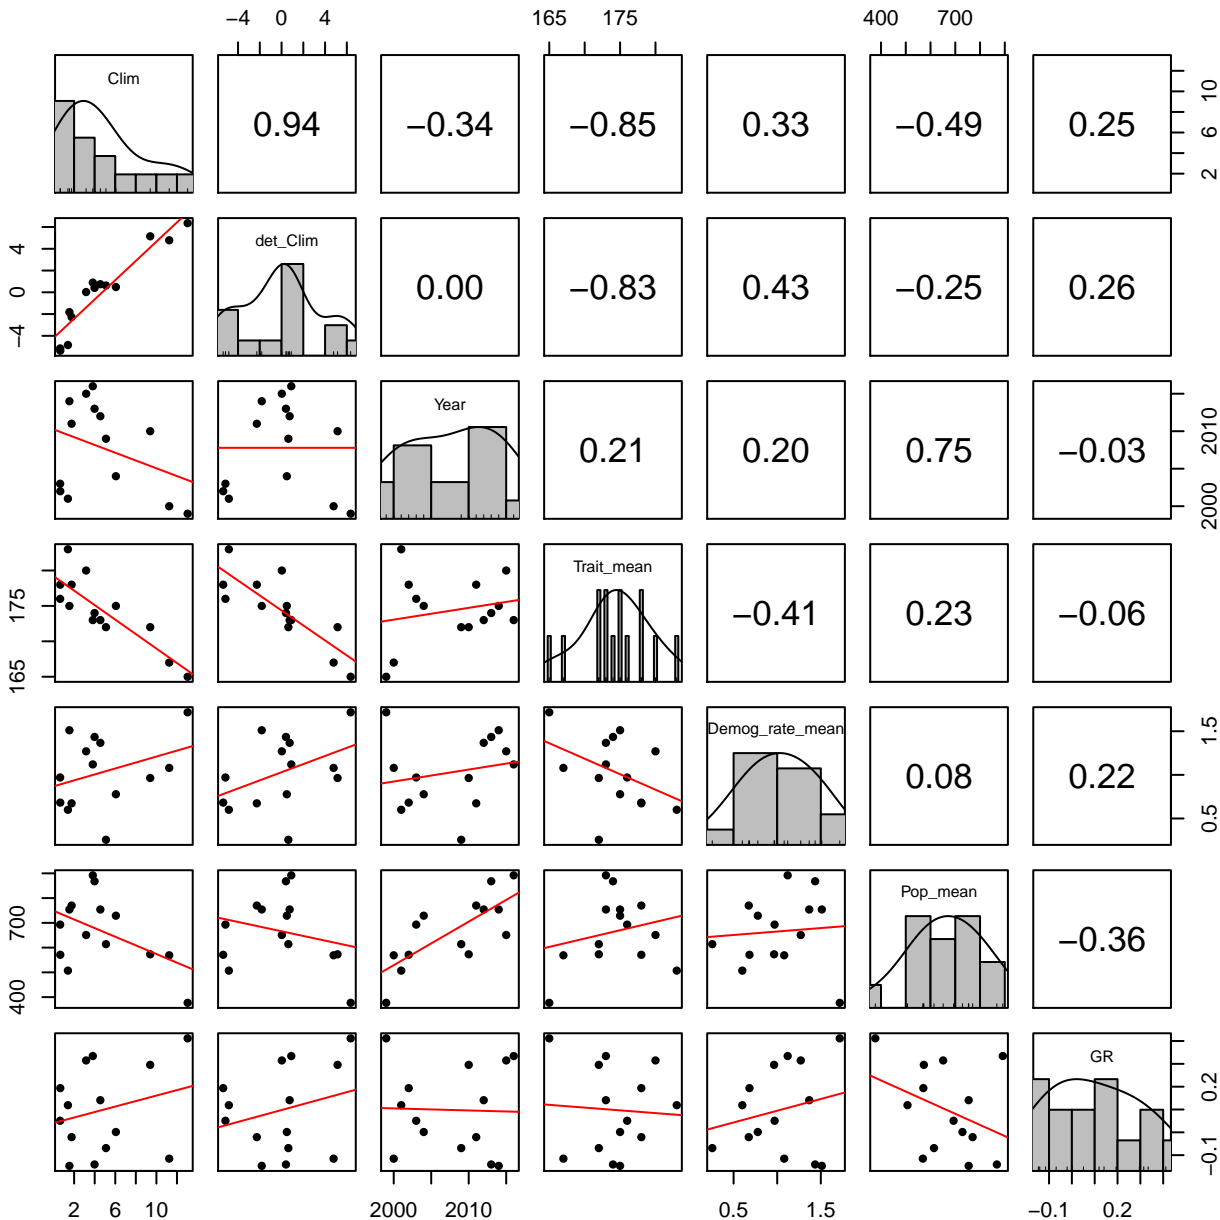 −4 0 4 165 175 400 700
Clim 0.94 −0.34 −0.85 0.33 −0.49 0.25 2 6 10
−4 0 4 det_Clim 0.00 −0.83 0.43 −0.25 0.26
Year 0.21 0.20 0.75 −0.03 2000 2010
165 175 Trait_mean −0.41 0.23 −0.06
Demog_rate_mean 0.08 0.22 0.5 1.5
400 700 Pop_mean −0.36
GR −0.1 0.2
2 6 10 2000 2010 0.5 1.5 −0.1 0.2